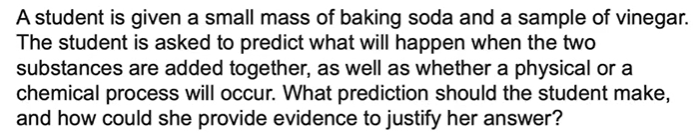 A student is given a small mass of baking soda and a sample of vinegar.
The student is asked to predict what will happen when the two
substances are added together, as well as whether a physical or a
chemical process will occur. What prediction should the student make,
and how could she provide evidence to justify her answer?